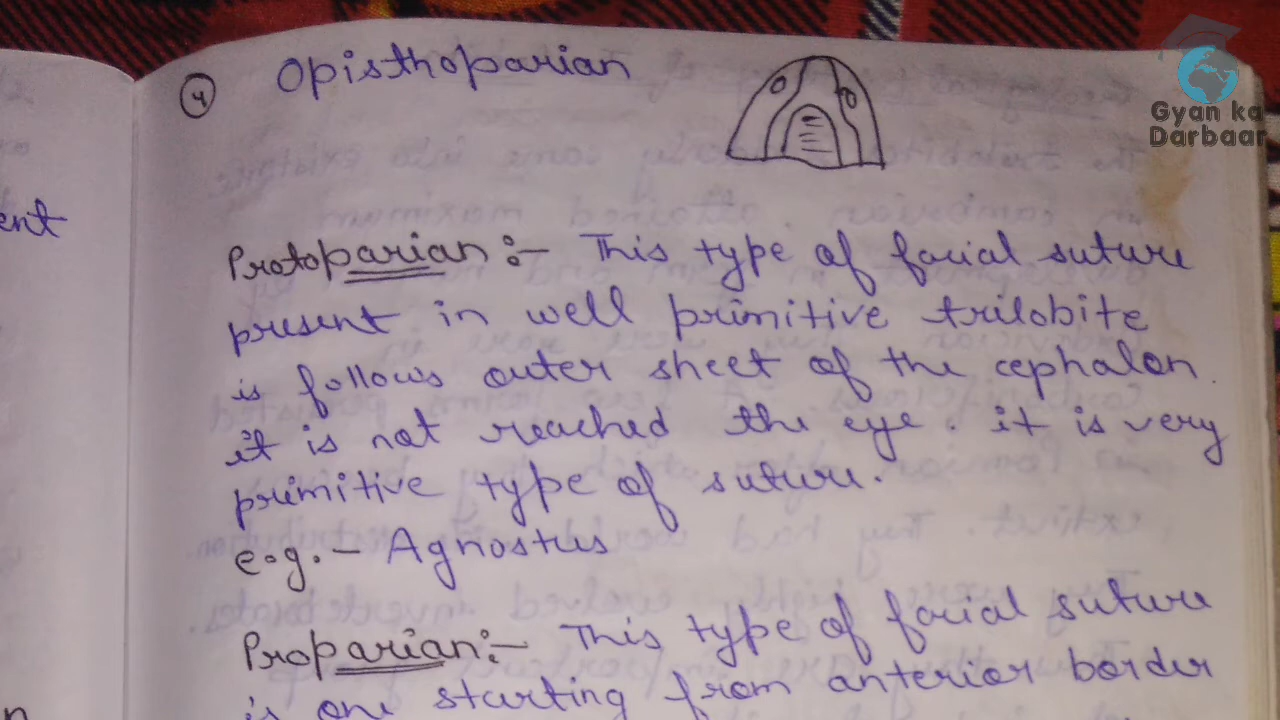 4 Opisthoparian
Gyan ka
Darbaar
ent
Protoparian :- This type of facial suture
present in well primitive trilobite
is follows outer sheet of the cephalon.
it is not reached the eye. it is very
primitive type of suture.
e.g. - Agnostus
Proparian :- This type of facial suture
is one starting from anterior border
n